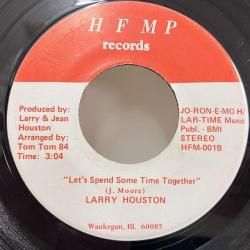 H F M P
records
Produced by:
Larry & Jean
Houston
Arranged by:
Tom Tom 84
Time: 3:04
JO-RON-E-MO
LAR-TIME Music
Publ. - BMI
STEREO
HFM-001B
"Let's Spend Some Time Together"
(J. Moore)
LARRY HOUSTON
Waukegan, Ill. 60085